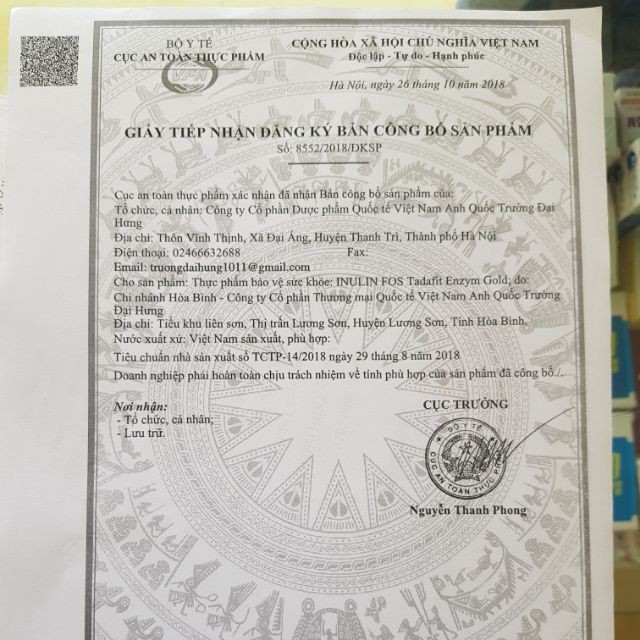 BỘ Y TẾ
CỤC AN TOÀN THỰC PHẨM
CỘNG HÒA XÃ HỘI CHỦ NGHĨA VIỆT NAM
Độc lập - Tự do - Hạnh phúc
Hà Nội, ngày 26 tháng 10 năm 2018
GIẤY TIẾP NHẬN ĐĂNG KÝ BẢN CÔNG BỐ SẢN PHẨM
Số: 8552/2018/ĐKSP
Cục an toàn thực phẩm xác nhận đã nhận Bản công bố sản phẩm của:
Tổ chức, cá nhân: Công ty Cổ phần Dược phẩm Quốc tế Việt Nam Anh Quốc Trường Đại
Hưng
Địa chỉ: Thôn Vĩnh Thịnh, Xã Đại Áng, Huyện Thanh Trì, Thành phố Hà Nội
Điện thoại: 02466632688 Fax:
Email: truongdaihung1011@gmail.com
Cho sản phẩm: Thực phẩm bảo vệ sức khỏe: INULIN FOS Tadafit Enzym Gold; do:
Chi nhánh Hòa Bình - Công ty Cổ phần Thương mại Quốc tế Việt Nam Anh Quốc Trường
Đại Hưng
Địa chỉ: Tiểu khu liên sơn, Thị trấn Lương Sơn, Huyện Lương Sơn, Tỉnh Hòa Bình,
Nước xuất xứ: Việt Nam sản xuất, phù hợp:
Tiêu chuẩn nhà sản xuất số TCTP-14/2018 ngày 29 tháng 8 năm 2018
Doanh nghiệp phải hoàn toàn chịu trách nhiệm về tính phù hợp của sản phẩm đã công bố./.
Nơi nhận:
- Tổ chức, cá nhân;
- Lưu trữ.
CỤC TRƯỞNG
BỘ Y TẾ
CỤC AN TOÀN THỰC PHẨM
Nguyễn Thanh Phong